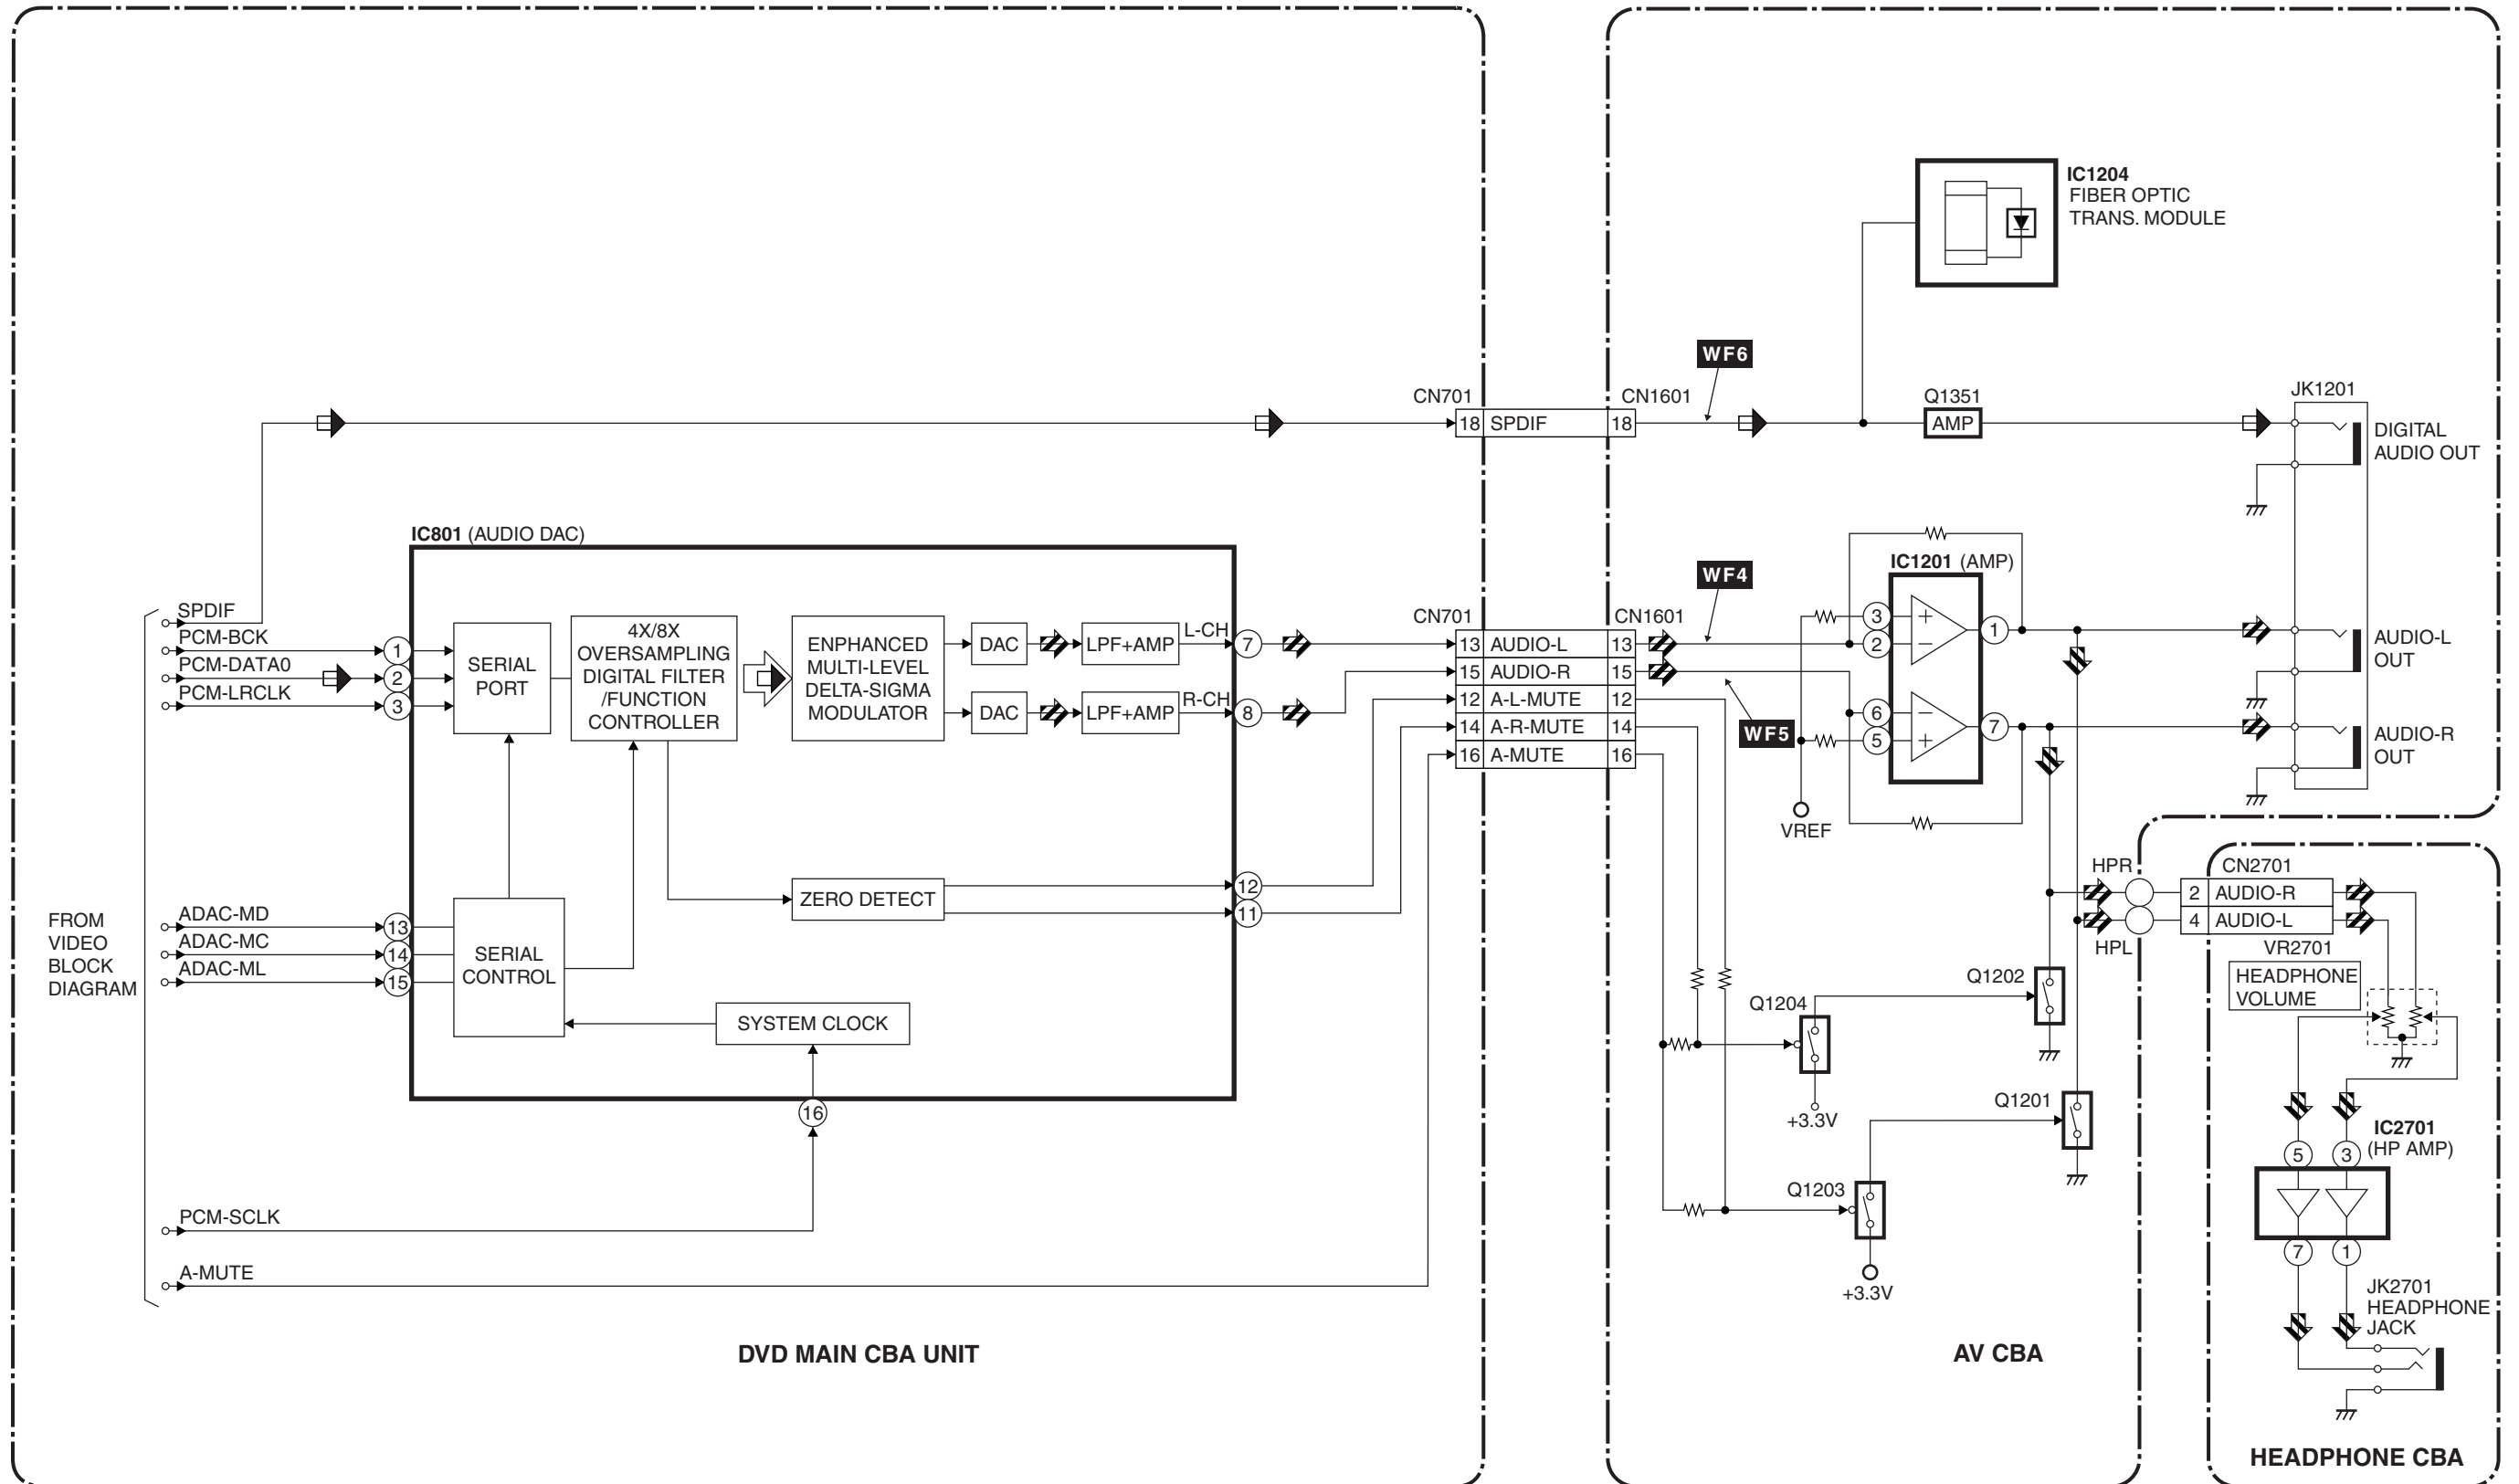 IC1204
FIBER OPTIC
TRANS. MODULE
WF6
CN701
CN1601
Q1351
JK1201
18 SPDIF 18
AMP
DIGITAL
AUDIO OUT
IC801 (AUDIO DAC)
SPDIF
PCM-BCK
PCM-DATA0
PCM-LRCLK
1
2
3
SERIAL
PORT
4X/8X
OVERSAMPLING
DIGITAL FILTER
/FUNCTION
CONTROLLER
ENPHANCED
MULTI-LEVEL
DELTA-SIGMA
MODULATOR
DAC
LPF+AMP
L-CH
7
DAC
LPF+AMP
R-CH
8
CN701
CN1601
13 AUDIO-L 13
15 AUDIO-R 15
12 A-L-MUTE 12
14 A-R-MUTE 14
16 A-MUTE 16
WF4
WF5
IC1201 (AMP)
3
+
2
−
1
6
−
5
+
7
VREF
AUDIO-L
OUT
AUDIO-R
OUT
ZERO DETECT
12
11
FROM
VIDEO
BLOCK
DIAGRAM
ADAC-MD
ADAC-MC
ADAC-ML
13
14
15
SERIAL
CONTROL
SYSTEM CLOCK
16
PCM-SCLK
A-MUTE
HPR
HPL
CN2701
2 AUDIO-R
4 AUDIO-L
VR2701
HEADPHONE
VOLUME
Q1202
Q1204
+3.3V
Q1201
Q1203
+3.3V
IC2701
(HP AMP)
5
3
7
1
JK2701
HEADPHONE
JACK
DVD MAIN CBA UNIT
AV CBA
HEADPHONE CBA